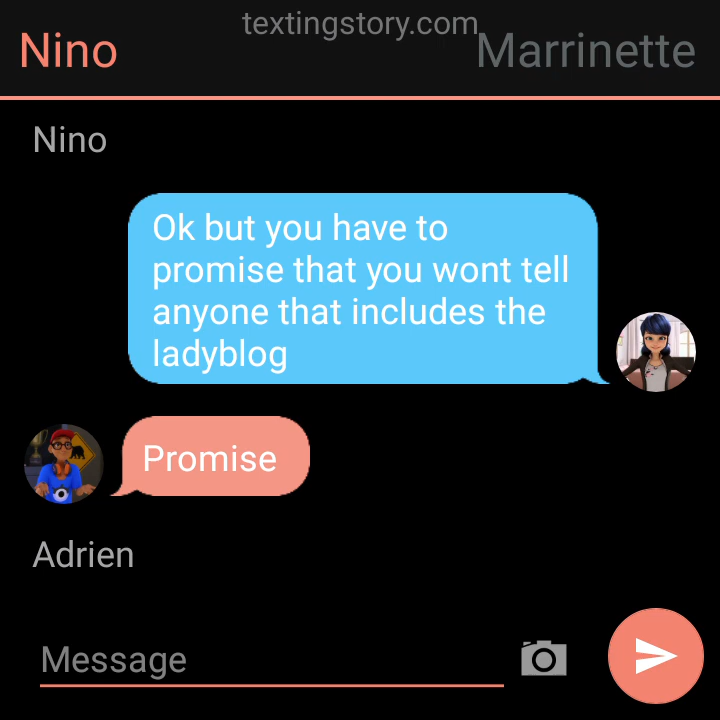 textingstory.com
Nino
Marrinette
Nino
Ok but you have to
promise that you wont tell
anyone that includes the
ladyblog
Promise
Adrien
Message